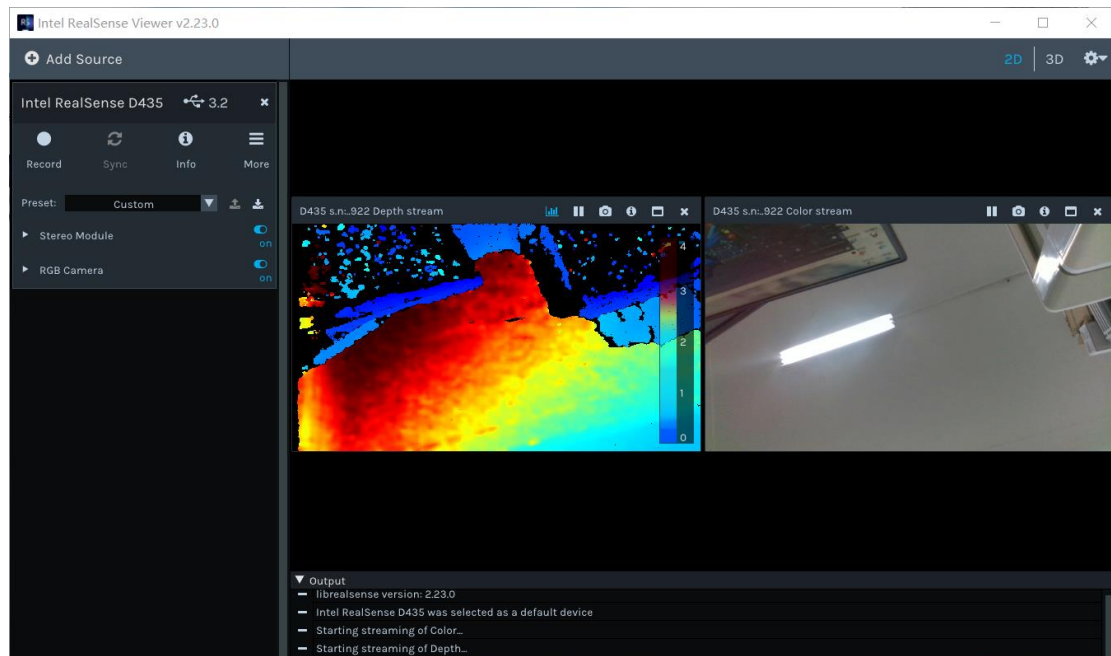 Intel RealSense Viewer v2.23.0
Add Source
2D 3D
Intel RealSense D435 3.2
Record Sync Info More
Preset: Custom
Stereo Module
on
RGB Camera
on
D435 s.n:..922 Depth stream
4
3
2
1
0
D435 s.n:..922 Color stream
Output
librealsense version: 2.23.0
Intel RealSense D435 was selected as a default device
Starting streaming of Color...
Starting streaming of Depth...